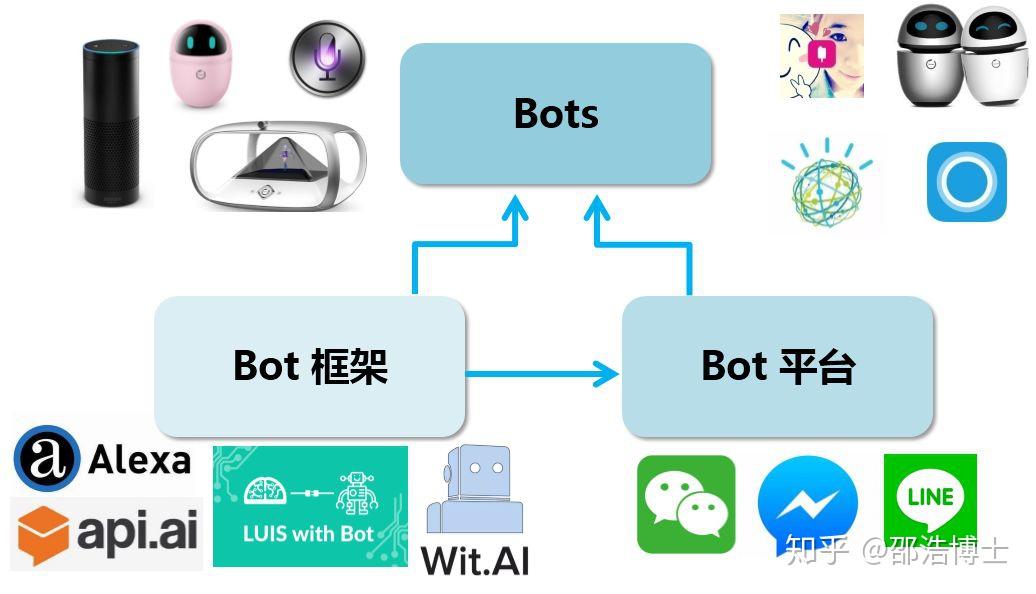 Bots
Bot 框架
Bot 平台
a Alexa
api.ai
LUIS with Bot
Wit.AI
LINE
知乎 @邵浩博士